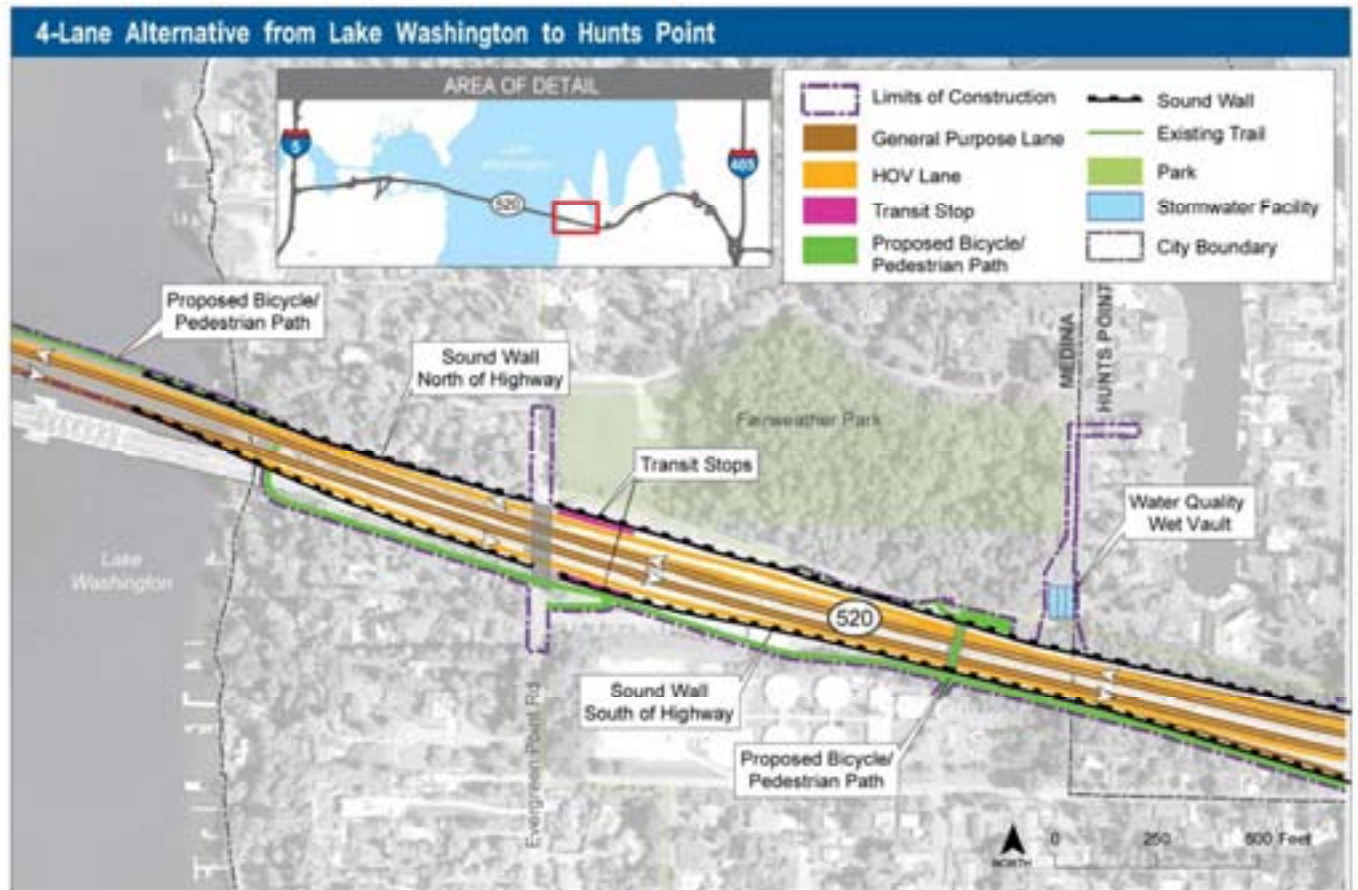 4-Lane Alternative from Lake Washington to Hunts Point
AREA OF DETAIL
5
Lake
Washington
520
405
Limits of Construction
General Purpose Lane
HOV Lane
Transit Stop
Proposed Bicycle/
Pedestrian Path
Sound Wall
Existing Trail
Park
Stormwater Facility
City Boundary
Proposed Bicycle/
Pedestrian Path
Sound Wall
North of Highway
Fairweather Park
MEDINA
HUNTS POINT
Transit Stops
Water Quality
Wet Vault
Lake
Washington
520
Sound Wall
South of Highway
Evergreen Point Rd
Proposed Bicycle/
Pedestrian Path
NORTH
0 250 500 Feet